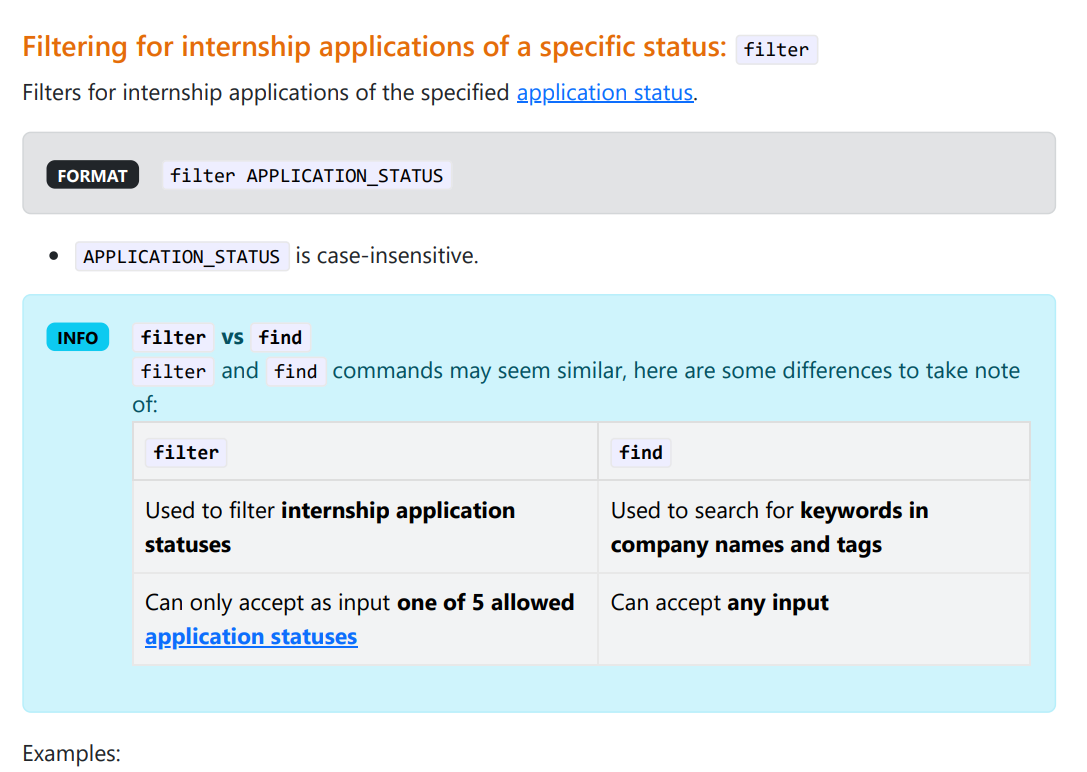 Filtering for internship applications of a specific status: filter
Filters for internship applications of the specified application status.
FORMAT filter APPLICATION_STATUS
APPLICATION_STATUS is case-insensitive.
INFO filter vs find
filter and find commands may seem similar, here are some differences to take note
of:
filter find
Used to filter internship application Used to search for keywords in
statuses company names and tags
Can only accept as input one of 5 allowed Can accept any input
application statuses
Examples: